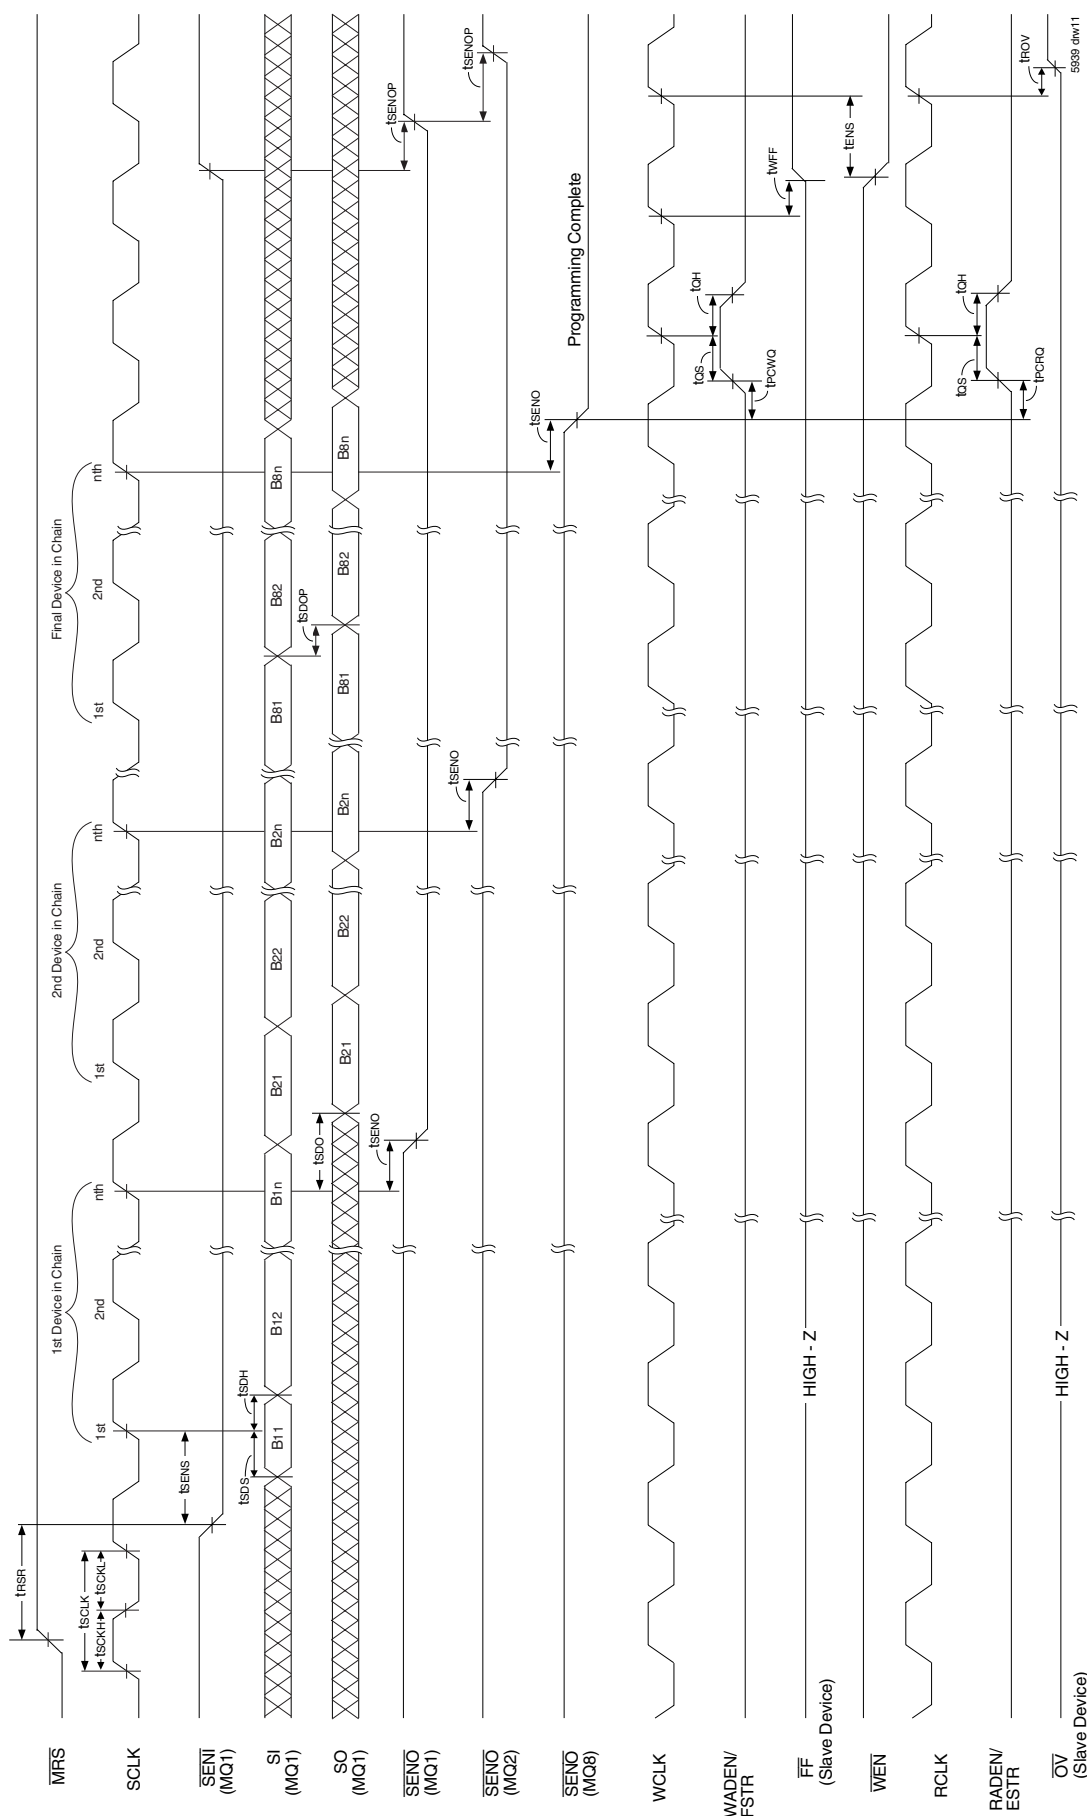 MRS
SCLK
SENI
(MQ1)
SI
(MQ1)
SO
(MQ1)
SENO
(MQ1)
SENO
(MQ2)
SENO
(MQ8)
WCLK
WADEN/
FSTR
FF
(Slave Device)
WEN
RCLK
RADEN/
ESTR
OV
(Slave Device)
tRSR
tSCLK
tSCKH
tSCKL
tSENS
tSDS
tSDH
1st Device in Chain
1st
2nd
nth
2nd Device in Chain
1st
2nd
nth
Final Device in Chain
1st
2nd
nth
B11
B12
B1n
B21
B22
B2n
B81
B82
B8n
tSDO
B21
B22
B2n
B81
B82
B8n
tSDOP
tSENO
tSENOP
tSENO
tSENOP
tSENO
Programming Complete
tQS
tQH
tPCWQ
HIGH - Z
tWFF
tENS
tQS
tQH
tPCRQ
HIGH - Z
tROV
5939 drw11